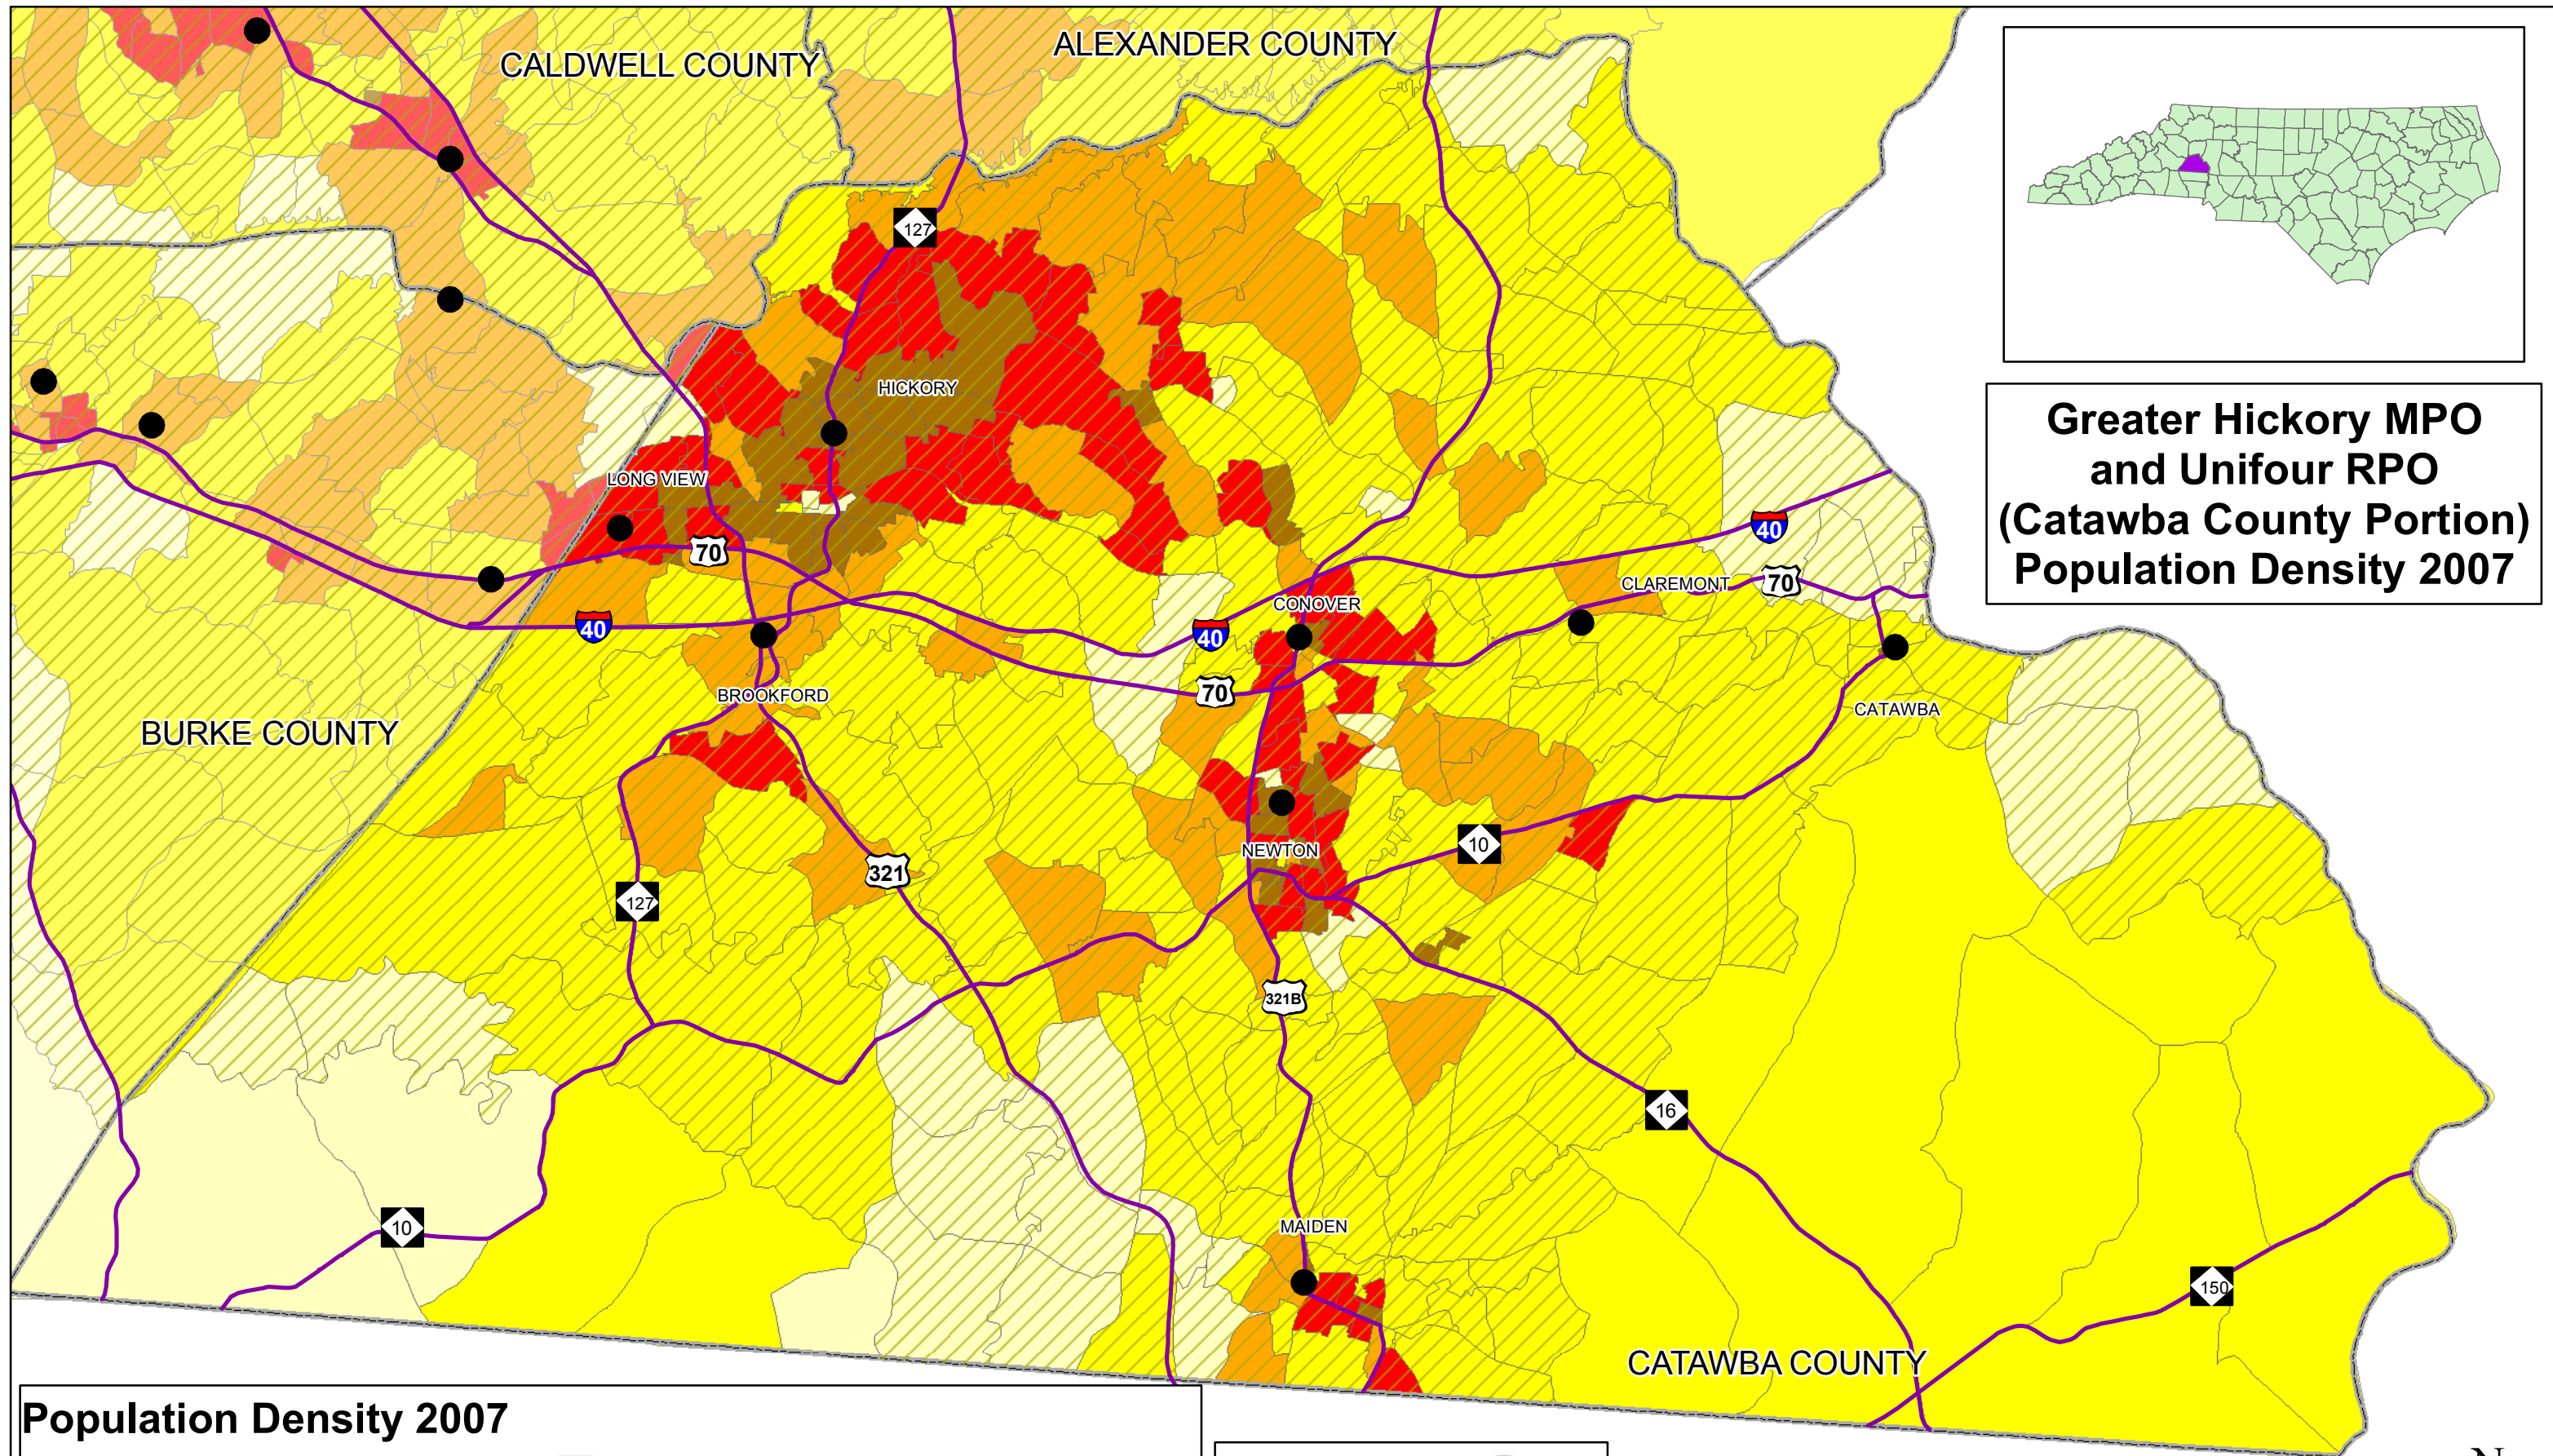 CALDWELL COUNTY
ALEXANDER COUNTY
127
HICKORY
Greater Hickory MPO
and Unifour RPO
(Catawba County Portion)
Population Density 2007
LONG VIEW
70
40
CLAREMONT
70
40
CONOVER
40
70
BROOKFORD
CATAWBA
BURKE COUNTY
10
NEWTON
321
127
321B
16
MAIDEN
10
150
CATAWBA COUNTY
Population Density 2007
N